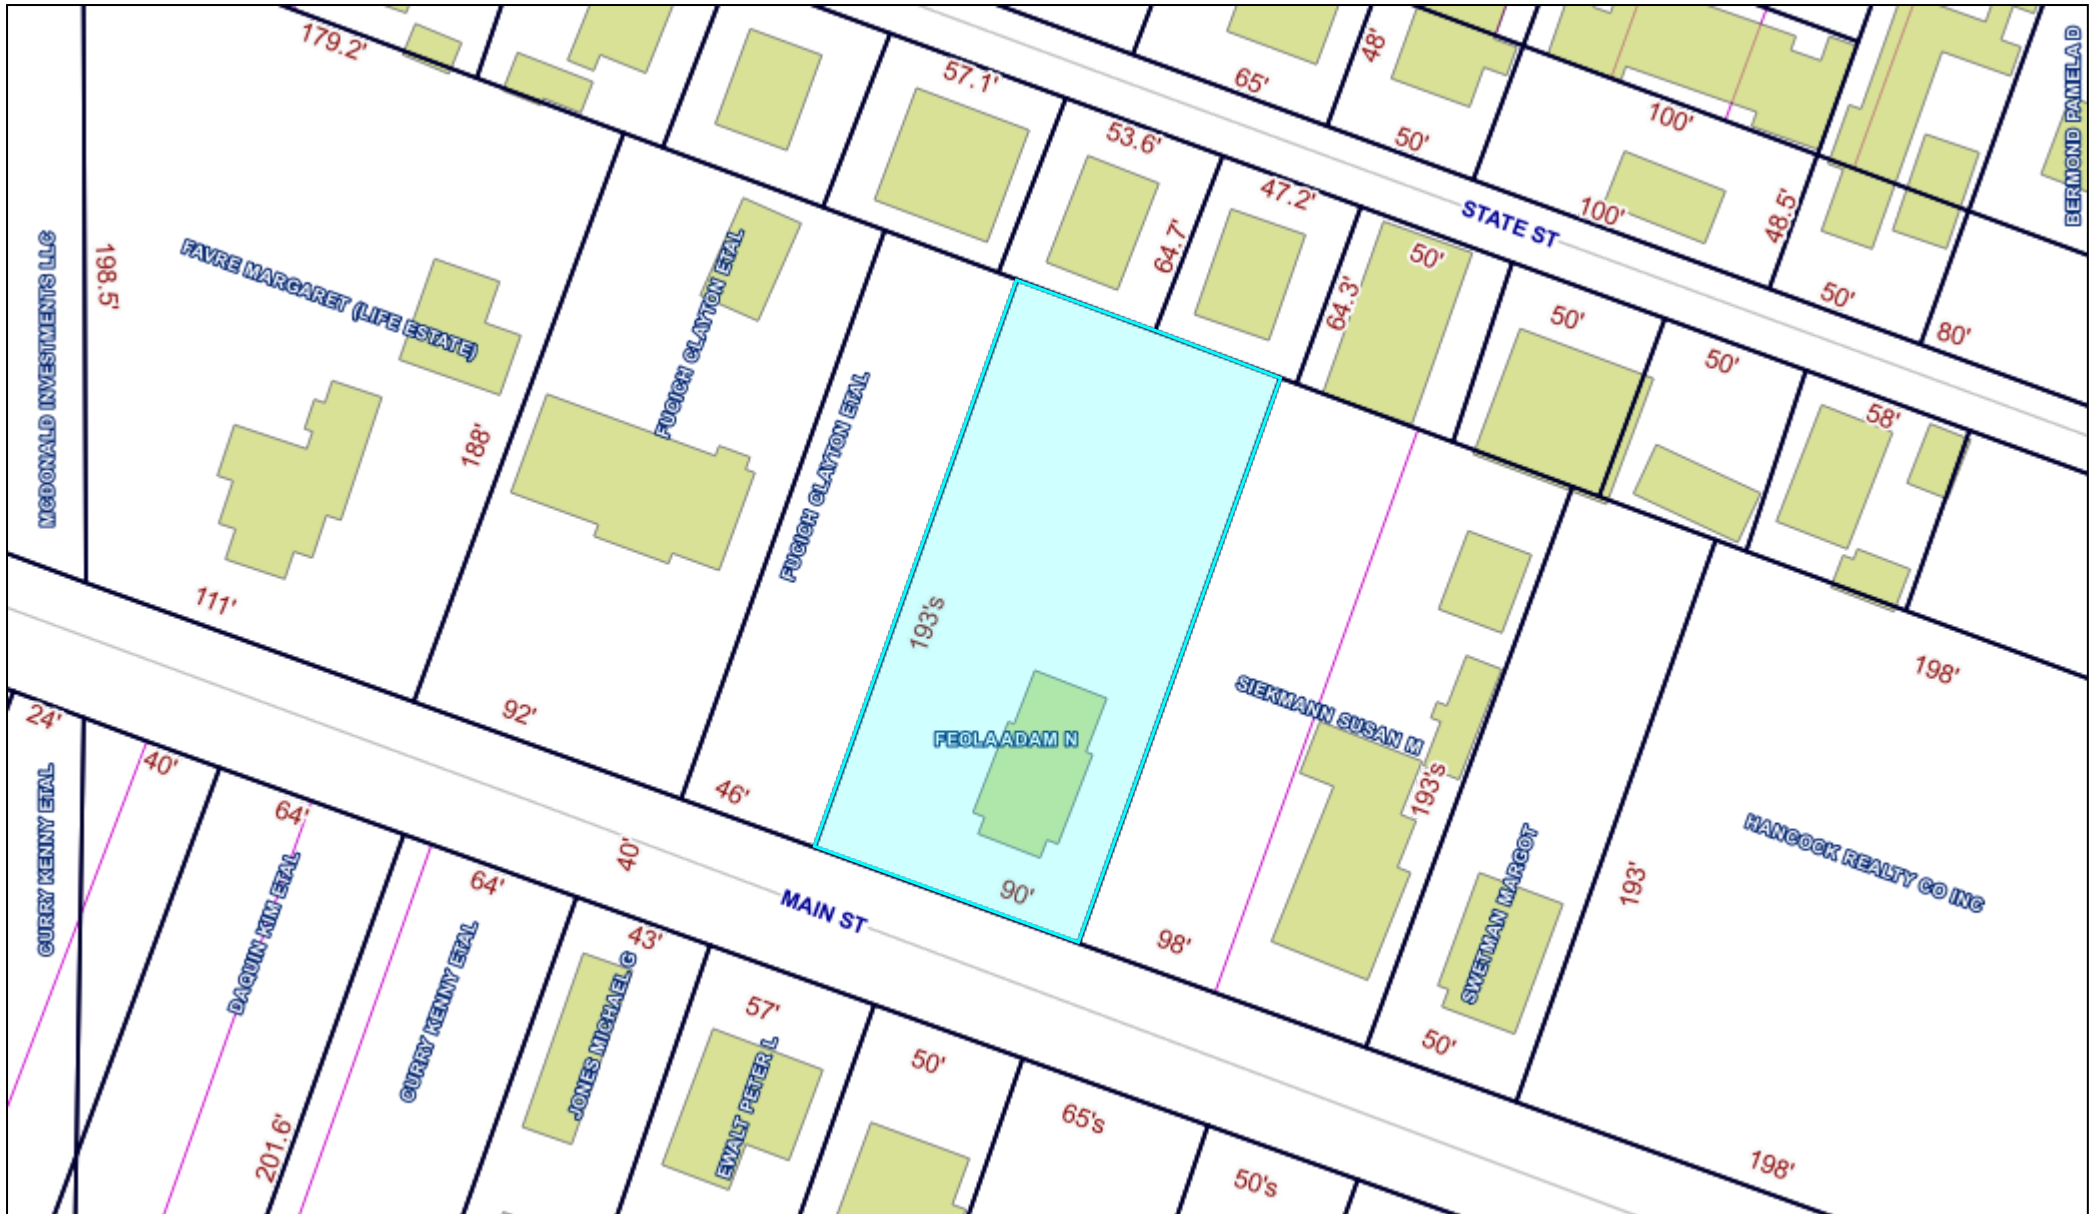 179.2'
57.1'
65'
48'
50'
100'
53.6'
64.7'
47.2'
STATE ST
100'
48.5'
BERMOND PAMELA D
MCDONALD INVESTMENTS LLC
198.5'
FAVRE MARGARET (LIFE ESTATE)
FUCICH CLAYTON ETAL
64.3'
50'
50'
50'
50'
80'
58'
188'
FUCICH CLAYTON ETAL
111'
92'
46'
193's
FEOLA ADAM N
90'
SIEKMANN SUSAN M
193's
98'
SWETMAN MARGOT
50'
193'
HANCOCK REALTY CO INC
198'
24'
40'
64'
40'
MAIN ST
CURRY KENNY ETAL
DAQUIN KIM ETAL
64'
CURRY KENNY ETAL
43'
JONES MICHAEL G
57'
EWALT PETER L
50'
65's
50's
201.6'
198'